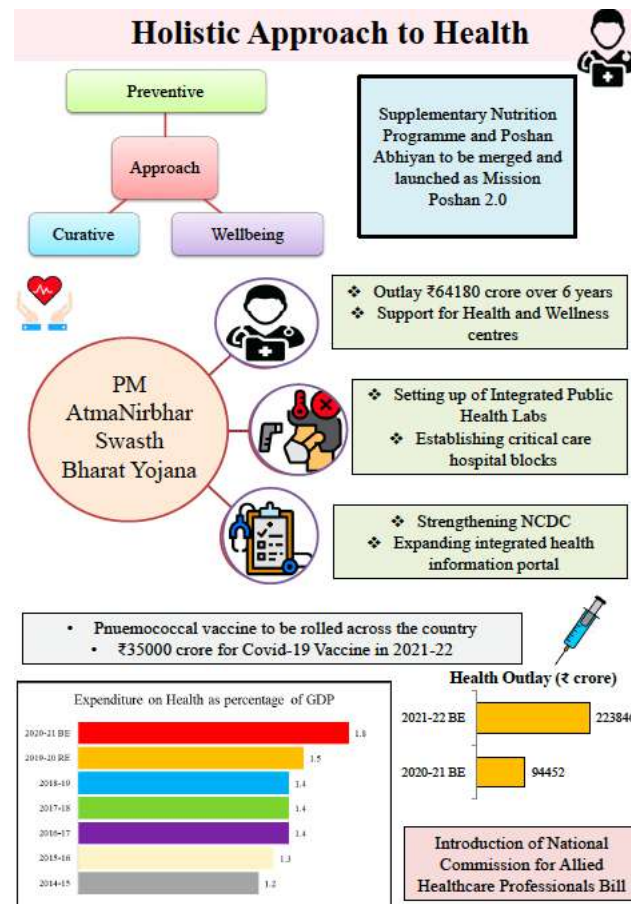 Holistic Approach to Health
Preventive
Approach
Curative
Wellbeing
Supplementary Nutrition
Programme and Poshan
Abhiyan to be merged and
launched as Mission
Poshan 2.0
PM
AtmaNirbhar
Swasth
Bharat Yojana
❖ Outlay ₹64180 crore over 6 years
❖ Support for Health and Wellness
centres
❖ Setting up of Integrated Public
Health Labs
❖ Establishing critical care
hospital blocks
❖ Strengthening NCDC
❖ Expanding integrated health
information portal
• Pnuemococcal vaccine to be rolled across the country
• ₹35000 crore for Covid-19 Vaccine in 2021-22
Expenditure on Health as percentage of GDP
2020-21 BE 1.8
2019-20 RE 1.5
2018-19 1.4
2017-18 1.4
2016-17 1.4
2015-16 1.3
2014-15 1.2
Health Outlay (₹ crore)
2021-22 BE 223846
2020-21 BE 94452
Introduction of National
Commission for Allied
Healthcare Professionals Bill